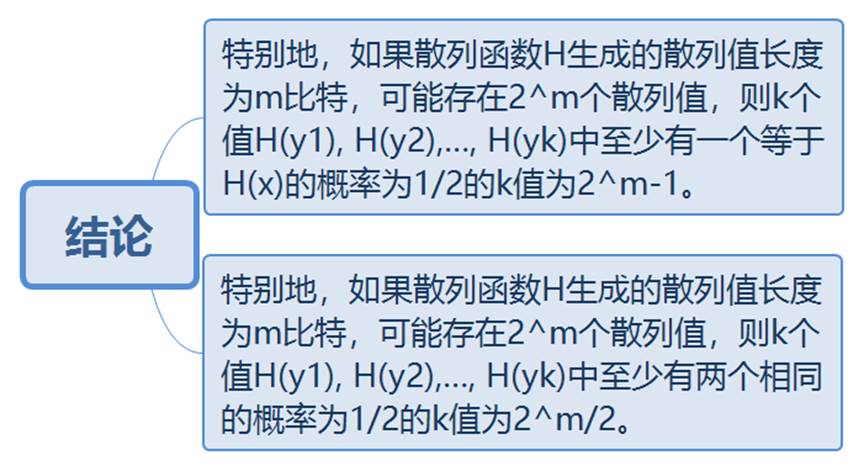 结论
特别地，如果散列函数H生成的散列值长度
为m比特，可能存在2^m个散列值，则k个
值H(y1), H(y2),..., H(yk)中至少有一个等于
H(x)的概率为1/2的k值为2^m-1。
特别地，如果散列函数H生成的散列值长度
为m比特，可能存在2^m个散列值，则k个
值H(y1), H(y2),..., H(yk)中至少有两个相同
的概率为1/2的k值为2^m/2。